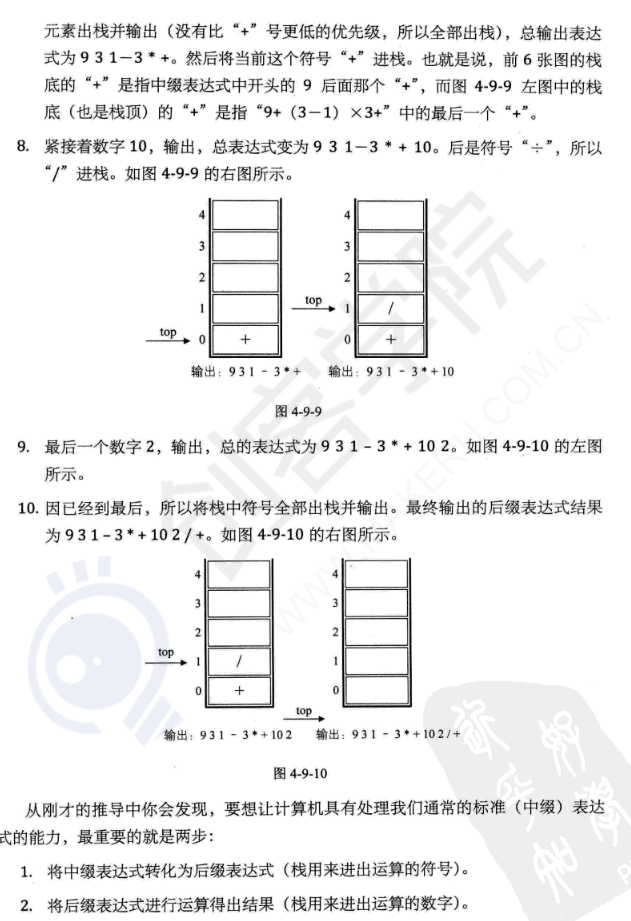 元素出栈并输出（没有比“+”号更低的优先级，所以全部出栈），总输出表达
式为 9 3 1－3 * +。然后将当前这个符号“+”进栈。也就是说，前 6 张图的栈
底的“+”是指中缀表达式中开头的 9 后面那个“+”，而图 4-9-9 左图中的栈
底（也是栈顶）的“+”是指“9+（3－1）×3+”中的最后一个“+”。
8. 紧接着数字 10，输出，总表达式变为 9 3 1－3 * + 10。后是符号“÷”，所以
“/”进栈。如图 4-9-9 的右图所示。
4
3
2
1
top 0 +
输出：9 3 1 - 3 * +
4
3
2
top 1 /
0 +
输出：9 3 1 - 3 * + 10
图 4-9-9
9. 最后一个数字 2，输出，总的表达式为 9 3 1 – 3 * + 10 2。如图 4-9-10 的左图
所示。
10. 因已经到最后，所以将栈中符号全部出栈并输出。最终输出的后缀表达式结果
为 9 3 1 – 3 * + 10 2 / +。如图 4-9-10 的右图所示。
4
3
2
top 1 /
0 +
输出：9 3 1 - 3 * + 10 2
4
3
2
1
0
top
输出：9 3 1 - 3 * + 10 2 / +
图 4-9-10
从刚才的推导中你会发现，要想让计算机具有处理我们通常的标准（中缀）表达
式的能力，最重要的就是两步：
1. 将中缀表达式转化为后缀表达式（栈用来进出运算的符号）。
2. 将后缀表达式进行运算得出结果（栈用来进出运算的数字）。
创客学院